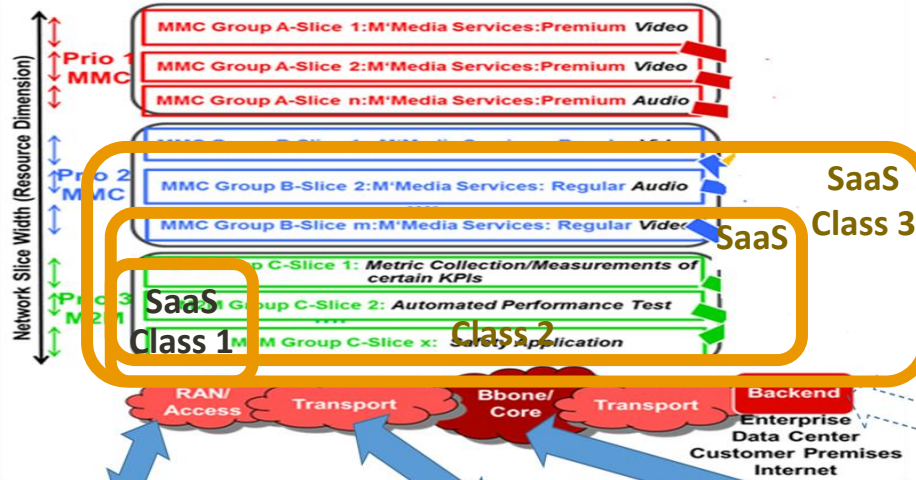 Network Slice Width (Resource Dimension)
Prio 1
MMC
MMC Group A-Slice 1:M'Media Services:Premium Video
MMC Group A-Slice 2:M'Media Services:Premium Video
MMC Group A-Slice n:M'Media Services:Premium Audio
Prio 2
MMC
MMC Group B-Slice 2:M'Media Services: Regular Audio
....
MMC Group B-Slice m:M'Media Services: Regular Video
SaaS
Class 3
SaaS
Class 2
Prio 3
M2M
C-Slice 1: Metric Collection/Measurements of
certain KPIs
M2M Group C-Slice 2: Automated Performance Test
....
M2M Group C-Slice x: Safety Application
SaaS
Class 1
RAN/
Access
Transport
Bbone/
Core
Transport
Backend
Enterprise
Data Center
Customer Premises
Internet